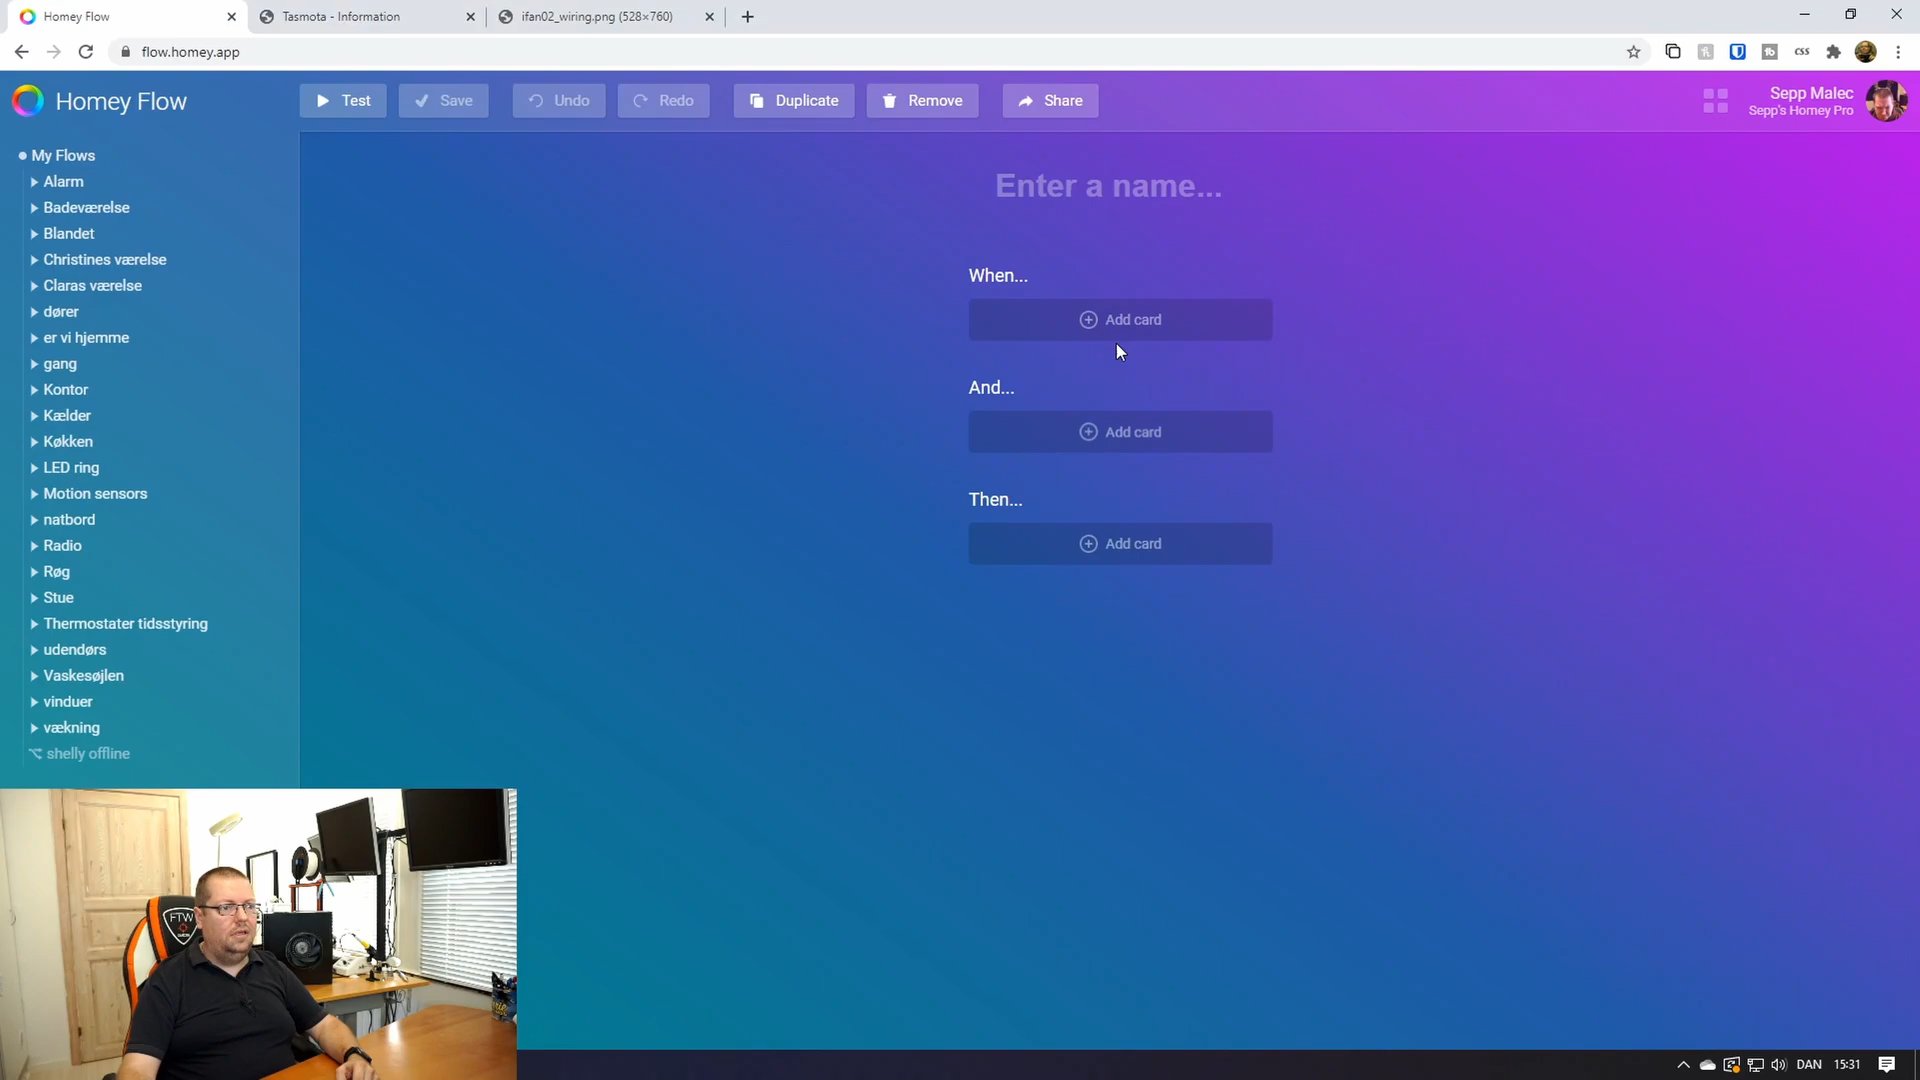 Homey Flow
Tasmota - Information
ifan02_wiring.png (528×760)
flow.homey.app
css
Homey Flow
Test
Save
Undo
Redo
Duplicate
Remove
Share
Sepp Malec
Sepp's Homey Pro
My Flows
Alarm
Badeværelse
Blandet
Christines værelse
Claras værelse
dører
er vi hjemme
gang
Kontor
Kælder
Køkken
LED ring
Motion sensors
natbord
Radio
Røg
Stue
Thermostater tidsstyring
udendørs
Vaskesøjlen
vinduer
vækning
shelly offline
Enter a name...
When...
Add card
And...
Add card
Then...
Add card
FTW
DAN
15:31